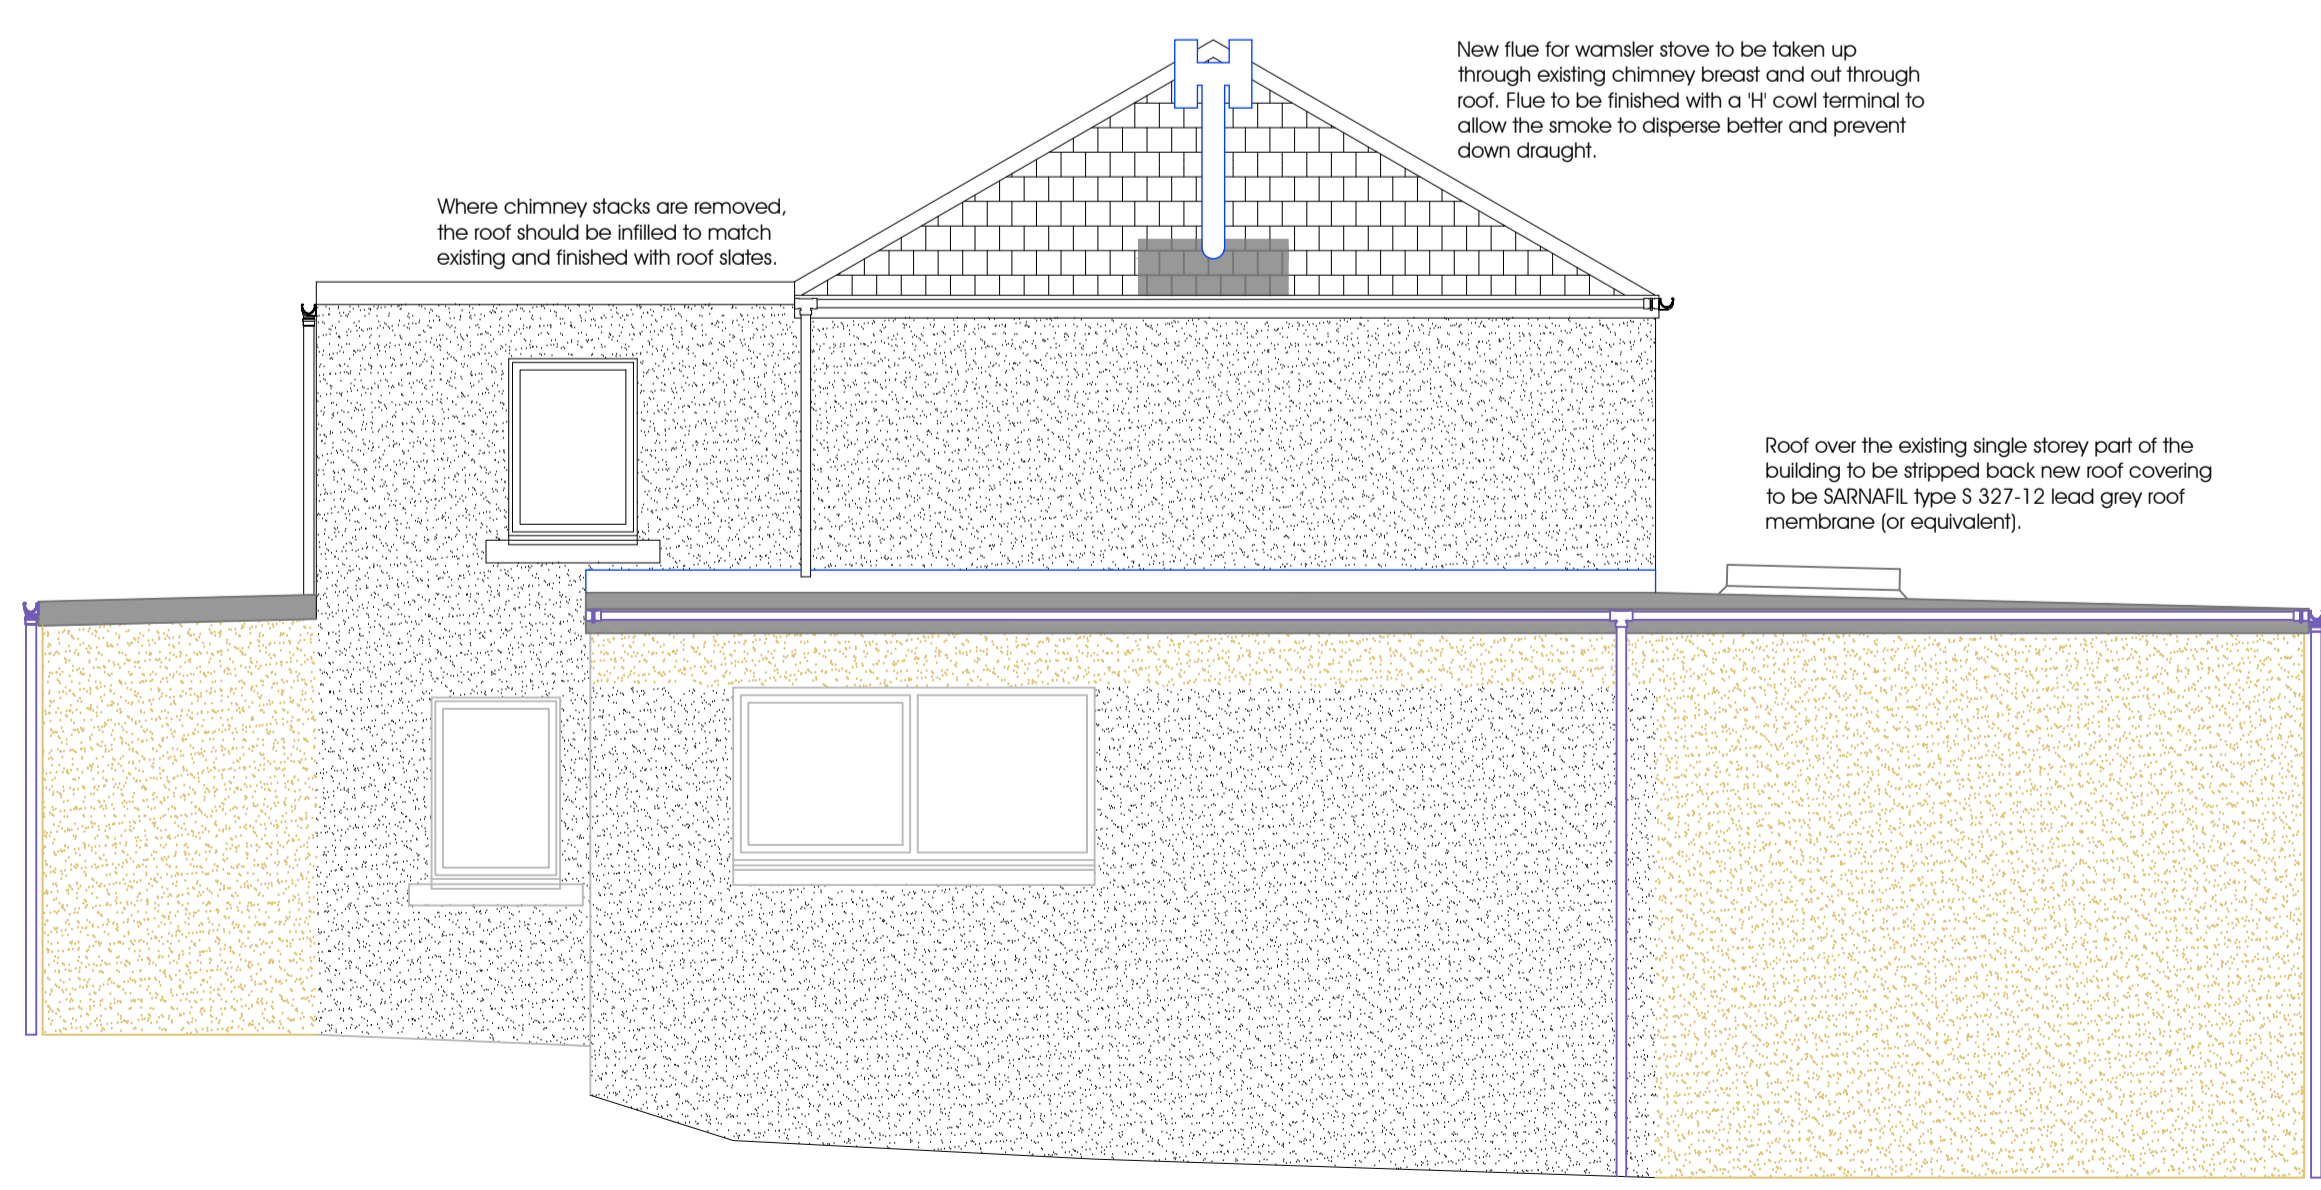 New flue for wamsler stove to be taken up
through existing chimney breast and out through
roof. Flue to be finished with a 'H' cowl terminal to
allow the smoke to disperse better and prevent
down draught.
Where chimney stacks are removed,
the roof should be infilled to match
existing and finished with roof slates.
Roof over the existing single storey part of the
building to be stripped back new roof covering
to be SARNAFIL type S 327-12 lead grey roof
membrane (or equivalent).